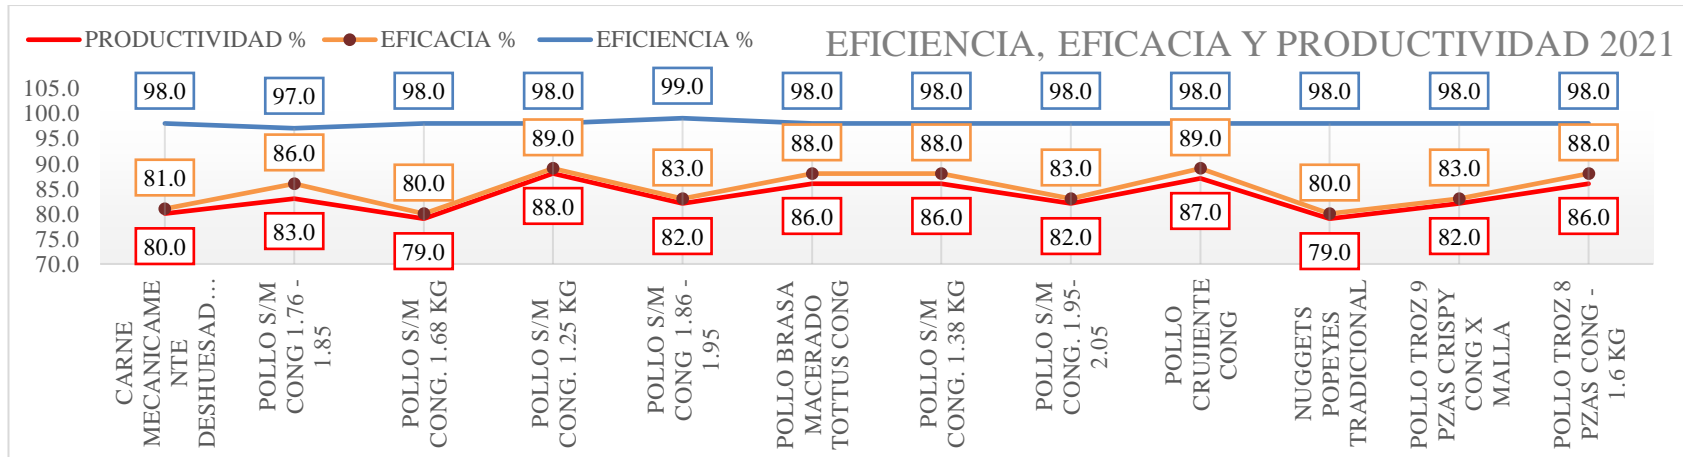 PRODUCTIVIDAD %
EFICACIA %
EFICIENCIA %
EFICIENCIA, EFICACIA Y PRODUCTIVIDAD 2021
105.0
100.0
95.0
90.0
85.0
80.0
75.0
70.0
98.0
97.0
98.0
98.0
99.0
98.0
98.0
98.0
98.0
98.0
98.0
98.0
81.0
86.0
80.0
89.0
83.0
88.0
88.0
83.0
89.0
80.0
83.0
88.0
80.0
83.0
79.0
88.0
82.0
86.0
86.0
82.0
87.0
79.0
82.0
86.0
CARNE
MECANICAME
NTE
DESHUESAD…
POLLO S/M
CONG 1.76 -
1.85
POLLO S/M
CONG. 1.68 KG
POLLO S/M
CONG. 1.25 KG
POLLO S/M
CONG 1.86 -
1.95
POLLO BRASA
MACERADO
TOTTUS CONG
POLLO S/M
CONG. 1.38 KG
POLLO S/M
CONG. 1.95-
2.05
POLLO
CRUJIENTE
CONG
NUGGETS
POPEYES
TRADICIONAL
POLLO TROZ 9
PZAS CRISPY
CONG X
MALLA
POLLO TROZ 8
PZAS CONG -
1.6 KG